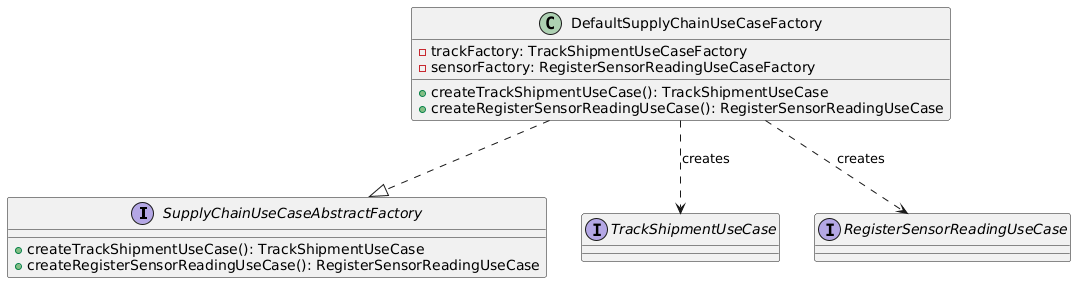 C DefaultSupplyChainUseCaseFactory
trackFactory: TrackShipmentUseCaseFactory
sensorFactory: RegisterSensorReadingUseCaseFactory
createTrackShipmentUseCase(): TrackShipmentUseCase
createRegisterSensorReadingUseCase(): RegisterSensorReadingUseCase
creates
creates
I SupplyChainUseCaseAbstractFactory
createTrackShipmentUseCase(): TrackShipmentUseCase
createRegisterSensorReadingUseCase(): RegisterSensorReadingUseCase
I TrackShipmentUseCase
I RegisterSensorReadingUseCase